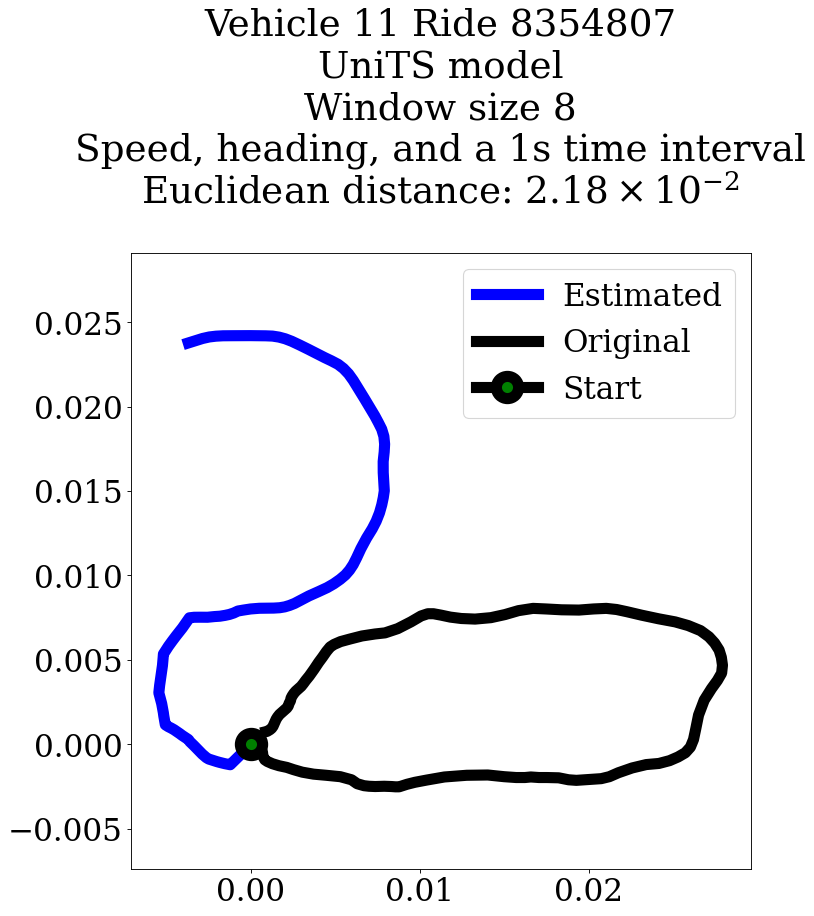 Vehicle 11 Ride 8354807
UniTS model
Window size 8
Speed, heading, and a 1s time interval
Euclidean distance: 2.18 × 10⁻²
Estimated
Original
Start
0.025
0.020
0.015
0.010
0.005
0.000
−0.005
0.00 0.01 0.02